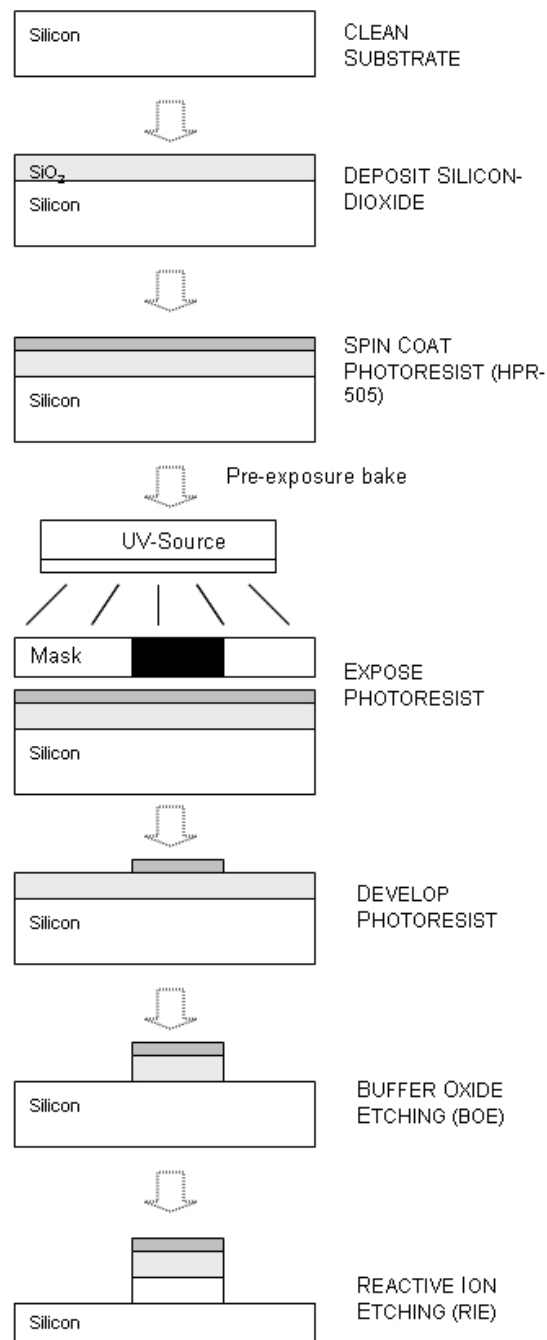 Silicon
CLEAN
SUBSTRATE
SiO₂
Silicon
DEPOSIT SILICON-
DIOXIDE
Silicon
SPIN COAT
PHOTORESIST (HPR-
505)
Pre-exposure bake
UV-Source
Mask
Silicon
EXPOSE
PHOTORESIST
Silicon
DEVELOP
PHOTORESIST
Silicon
BUFFER OXIDE
ETCHING (BOE)
Silicon
REACTIVE ION
ETCHING (RIE)